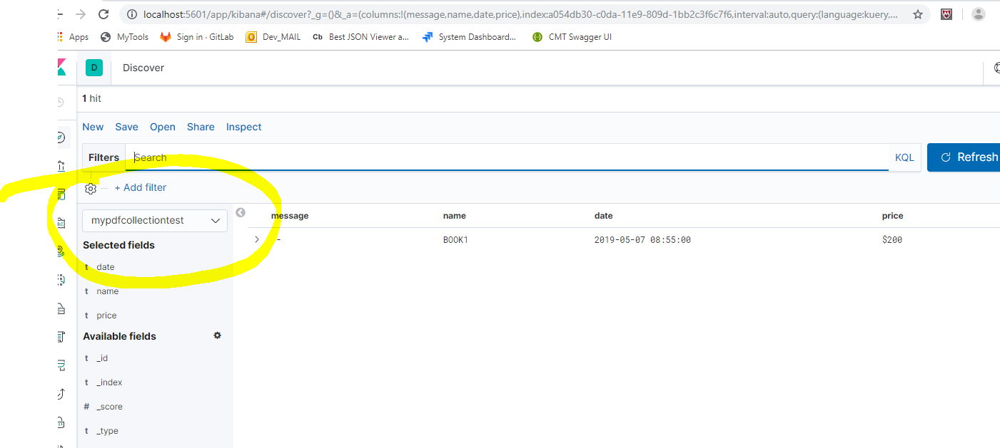 localhost:5601/app/kibana#/discover?_g=()&_a=(columns:!(message,name,date,price),index:a054db30-c0da-11e9-809d-1bb2c3f6c7f6,interval:auto,query:(language:kuery,...
Apps MyTools Sign in · GitLab Dev_MAIL Cb Best JSON Viewer a... System Dashboard... CMT Swagger UI
D Discover
1 hit
New Save Open Share Inspect
Filters Search KQL Refresh
+ Add filter
mypdfcollectiontest
message name date price
- BOOK1 2019-05-07 08:55:00 $200
Selected fields
t date
t name
t price
Available fields
t _id
t _index
# _score
t _type